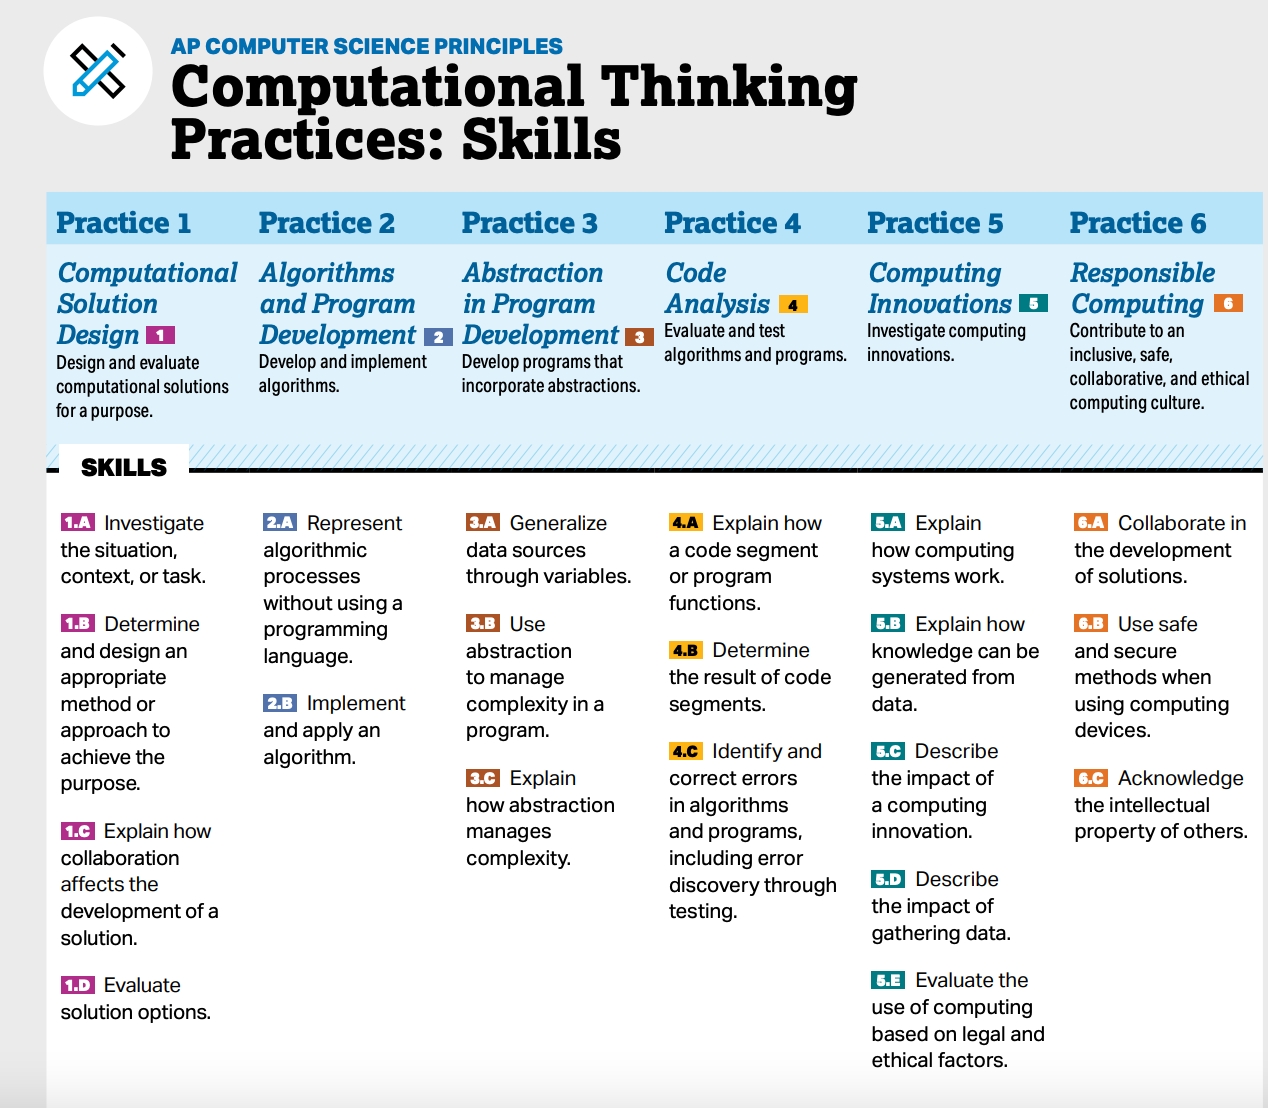 AP COMPUTER SCIENCE PRINCIPLES
Computational Thinking
Practices: Skills
Practice 1
Computational
Solution
Design 1
Design and evaluate
computational solutions
for a purpose.
Practice 2
Algorithms
and Program
Development 2
Develop and implement
algorithms.
Practice 3
Abstraction
in Program
Development 3
Develop programs that
incorporate abstractions.
Practice 4
Code
Analysis 4
Evaluate and test
algorithms and programs.
Practice 5
Computing
Innovations 5
Investigate computing
innovations.
Practice 6
Responsible
Computing 6
Contribute to an
inclusive, safe,
collaborative, and ethical
computing culture.
SKILLS
1.A Investigate
the situation,
context, or task.
1.B Determine
and design an
appropriate
method or
approach to
achieve the
purpose.
1.C Explain how
collaboration
affects the
development of a
solution.
1.D Evaluate
solution options.
2.A Represent
algorithmic
processes
without using a
programming
language.
2.B Implement
and apply an
algorithm.
3.A Generalize
data sources
through variables.
3.B Use
abstraction
to manage
complexity in a
program.
3.C Explain
how abstraction
manages
complexity.
4.A Explain how
a code segment
or program
functions.
4.B Determine
the result of code
segments.
4.C Identify and
correct errors
in algorithms
and programs,
including error
discovery through
testing.
5.A Explain
how computing
systems work.
5.B Explain how
knowledge can be
generated from
data.
5.C Describe
the impact of
a computing
innovation.
5.D Describe
the impact of
gathering data.
5.E Evaluate the
use of computing
based on legal and
ethical factors.
6.A Collaborate in
the development
of solutions.
6.B Use safe
and secure
methods when
using computing
devices.
6.C Acknowledge
the intellectual
property of others.